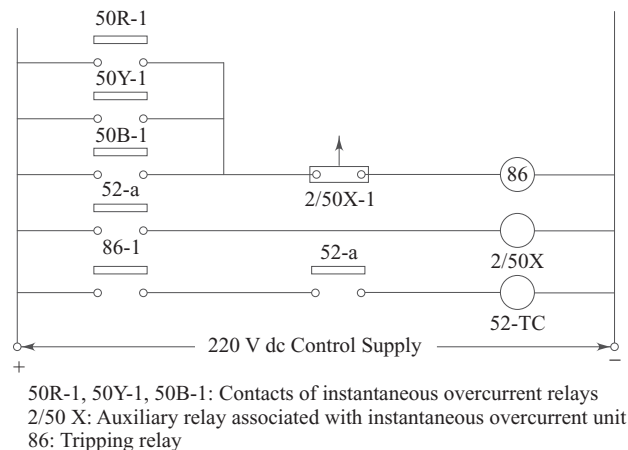 50R-1
50Y-1
50B-1
86
52-a
2/50X-1
86-1
52-a
2/50X
52-TC
220 V dc Control Supply
+
−
50R-1, 50Y-1, 50B-1: Contacts of instantaneous overcurrent relays
2/50 X: Auxiliary relay associated with instantaneous overcurrent unit
86: Tripping relay